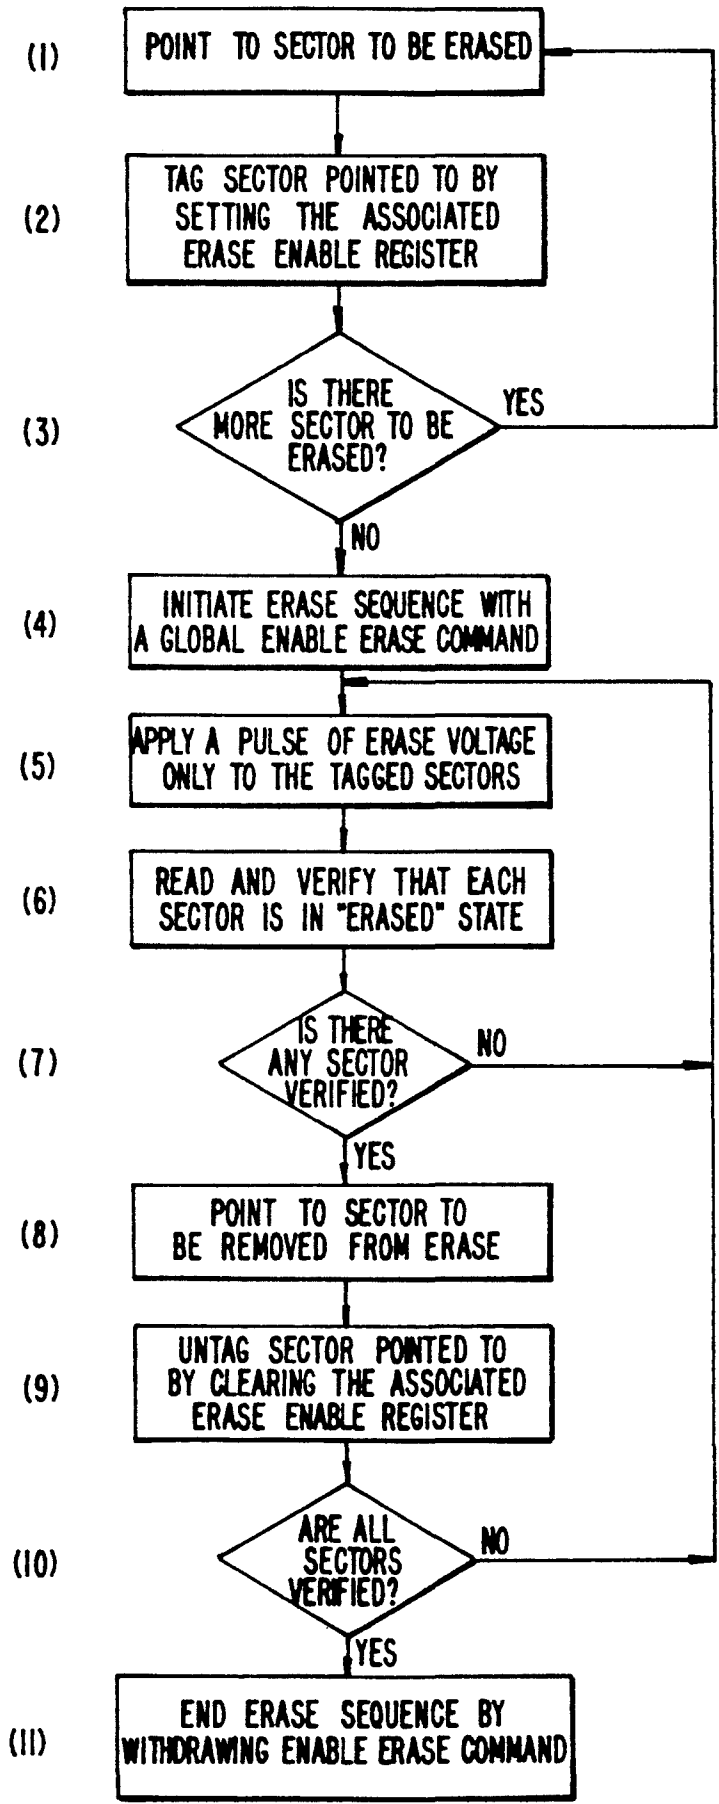 (1)
POINT TO SECTOR TO BE ERASED
(2)
TAG SECTOR POINTED TO BY
SETTING THE ASSOCIATED
ERASE ENABLE REGISTER
(3)
IS THERE
MORE SECTOR TO BE
ERASED?
YES
NO
(4)
INITIATE ERASE SEQUENCE WITH
A GLOBAL ENABLE ERASE COMMAND
(5)
APPLY A PULSE OF ERASE VOLTAGE
ONLY TO THE TAGGED SECTORS
(6)
READ AND VERIFY THAT EACH
SECTOR IS IN "ERASED" STATE
(7)
IS THERE
ANY SECTOR
VERIFIED?
NO
YES
(8)
POINT TO SECTOR TO
BE REMOVED FROM ERASE
(9)
UNTAG SECTOR POINTED TO
BY CLEARING THE ASSOCIATED
ERASE ENABLE REGISTER
(10)
ARE ALL
SECTORS
VERIFIED?
NO
YES
(11)
END ERASE SEQUENCE BY
WITHDRAWING ENABLE ERASE COMMAND